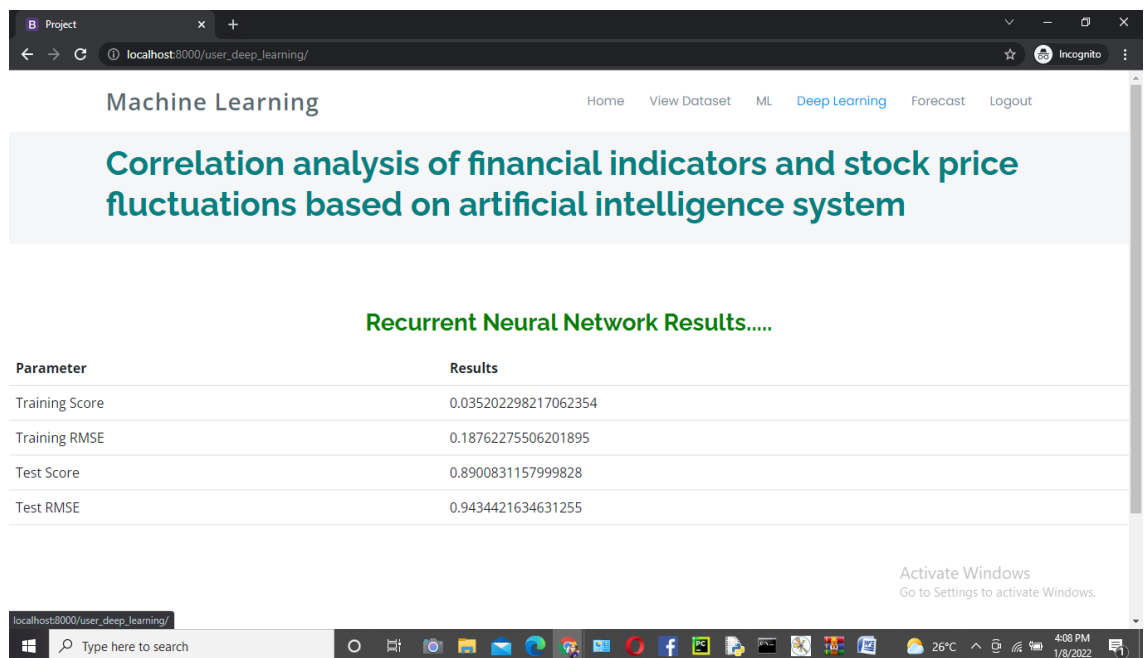 B Project
localhost:8000/user_deep_learning/
Incognito
Machine Learning
Home View Dataset ML Deep Learning Forecast Logout
Correlation analysis of financial indicators and stock price
fluctuations based on artificial intelligence system
Recurrent Neural Network Results.....
Parameter Results
Training Score 0.035202298217062354
Training RMSE 0.18762275506201895
Test Score 0.8900831157999828
Test RMSE 0.9434421634631255
Activate Windows
Go to Settings to activate Windows.
localhost:8000/user_deep_learning/
Type here to search
26°C
4:08 PM
1/8/2022